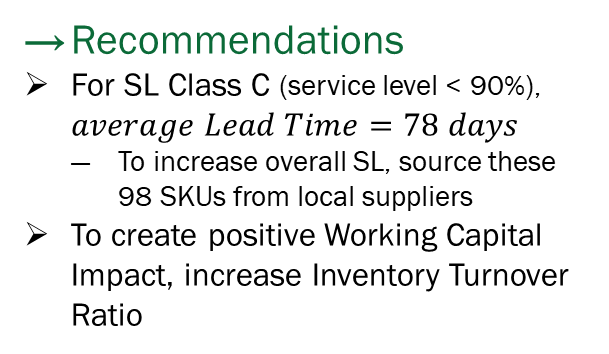 →Recommendations
➢ For SL Class C (service level < 90%),
average Lead Time = 78 days
– To increase overall SL, source these
98 SKUs from local suppliers
➢ To create positive Working Capital
Impact, increase Inventory Turnover
Ratio